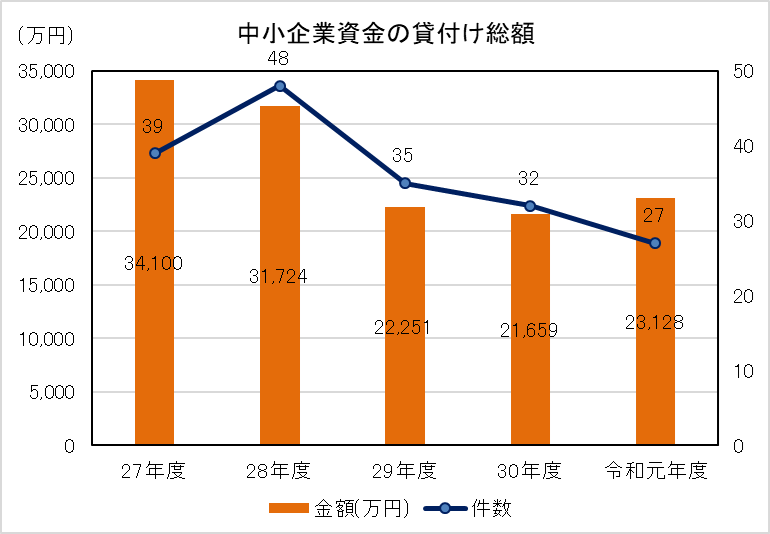 中小企業資金の貸付け総額
(万円)
35,000
30,000
25,000
20,000
15,000
10,000
5,000
0
50
40
30
20
10
0
39
48
35
32
27
34,100
31,724
22,251
21,659
23,128
27年度
28年度
29年度
30年度
令和元年度
金額(万円)
件数